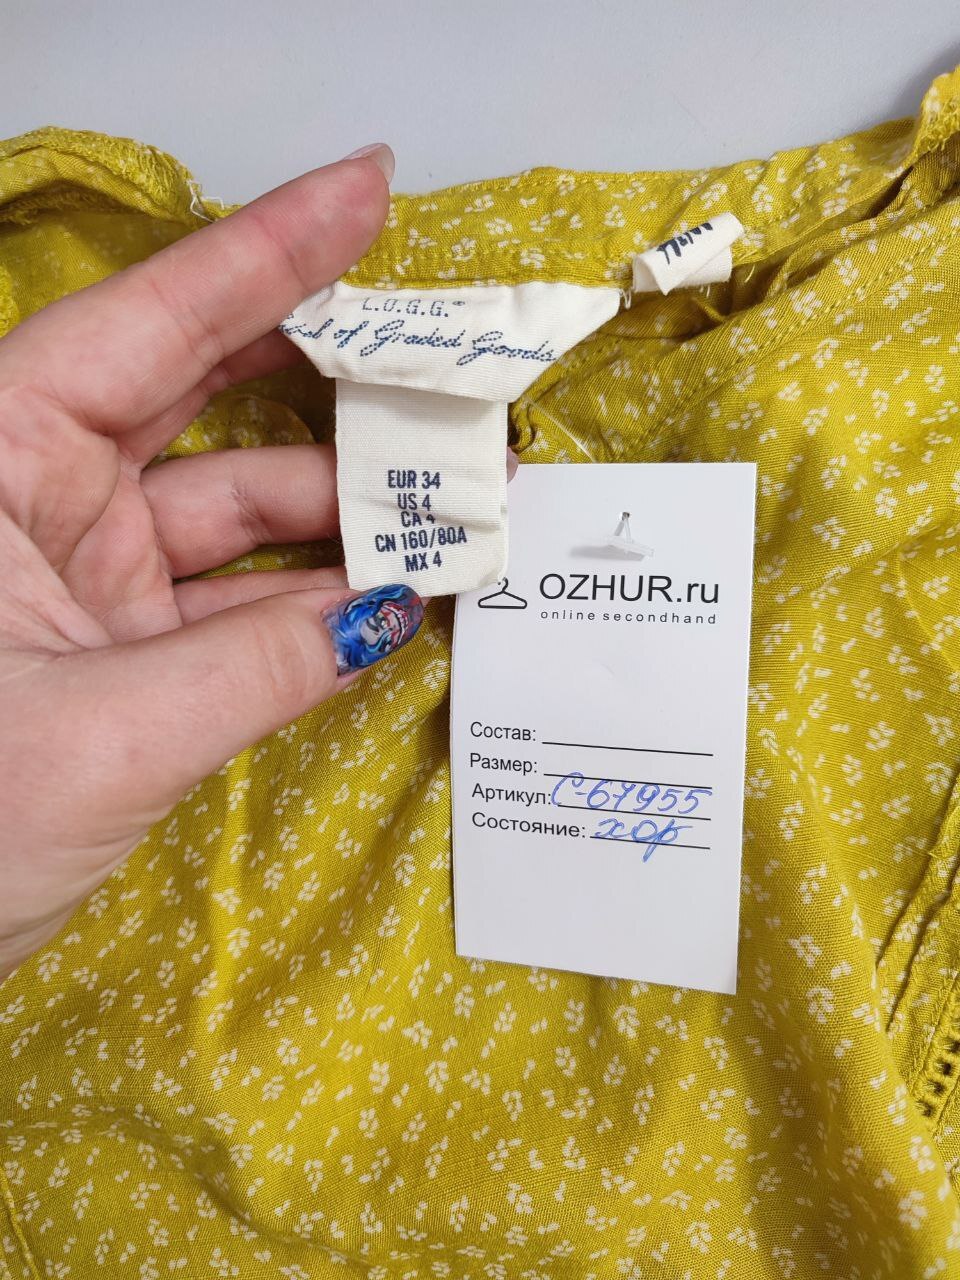 L.O.G.G.®
of Graded Goods
EUR 34
US 4
CA 4
CN 160/80A
MX 4
OZHUR.ru
online secondhand
Состав:
Размер:
Артикул: С-67955
Состояние: хор